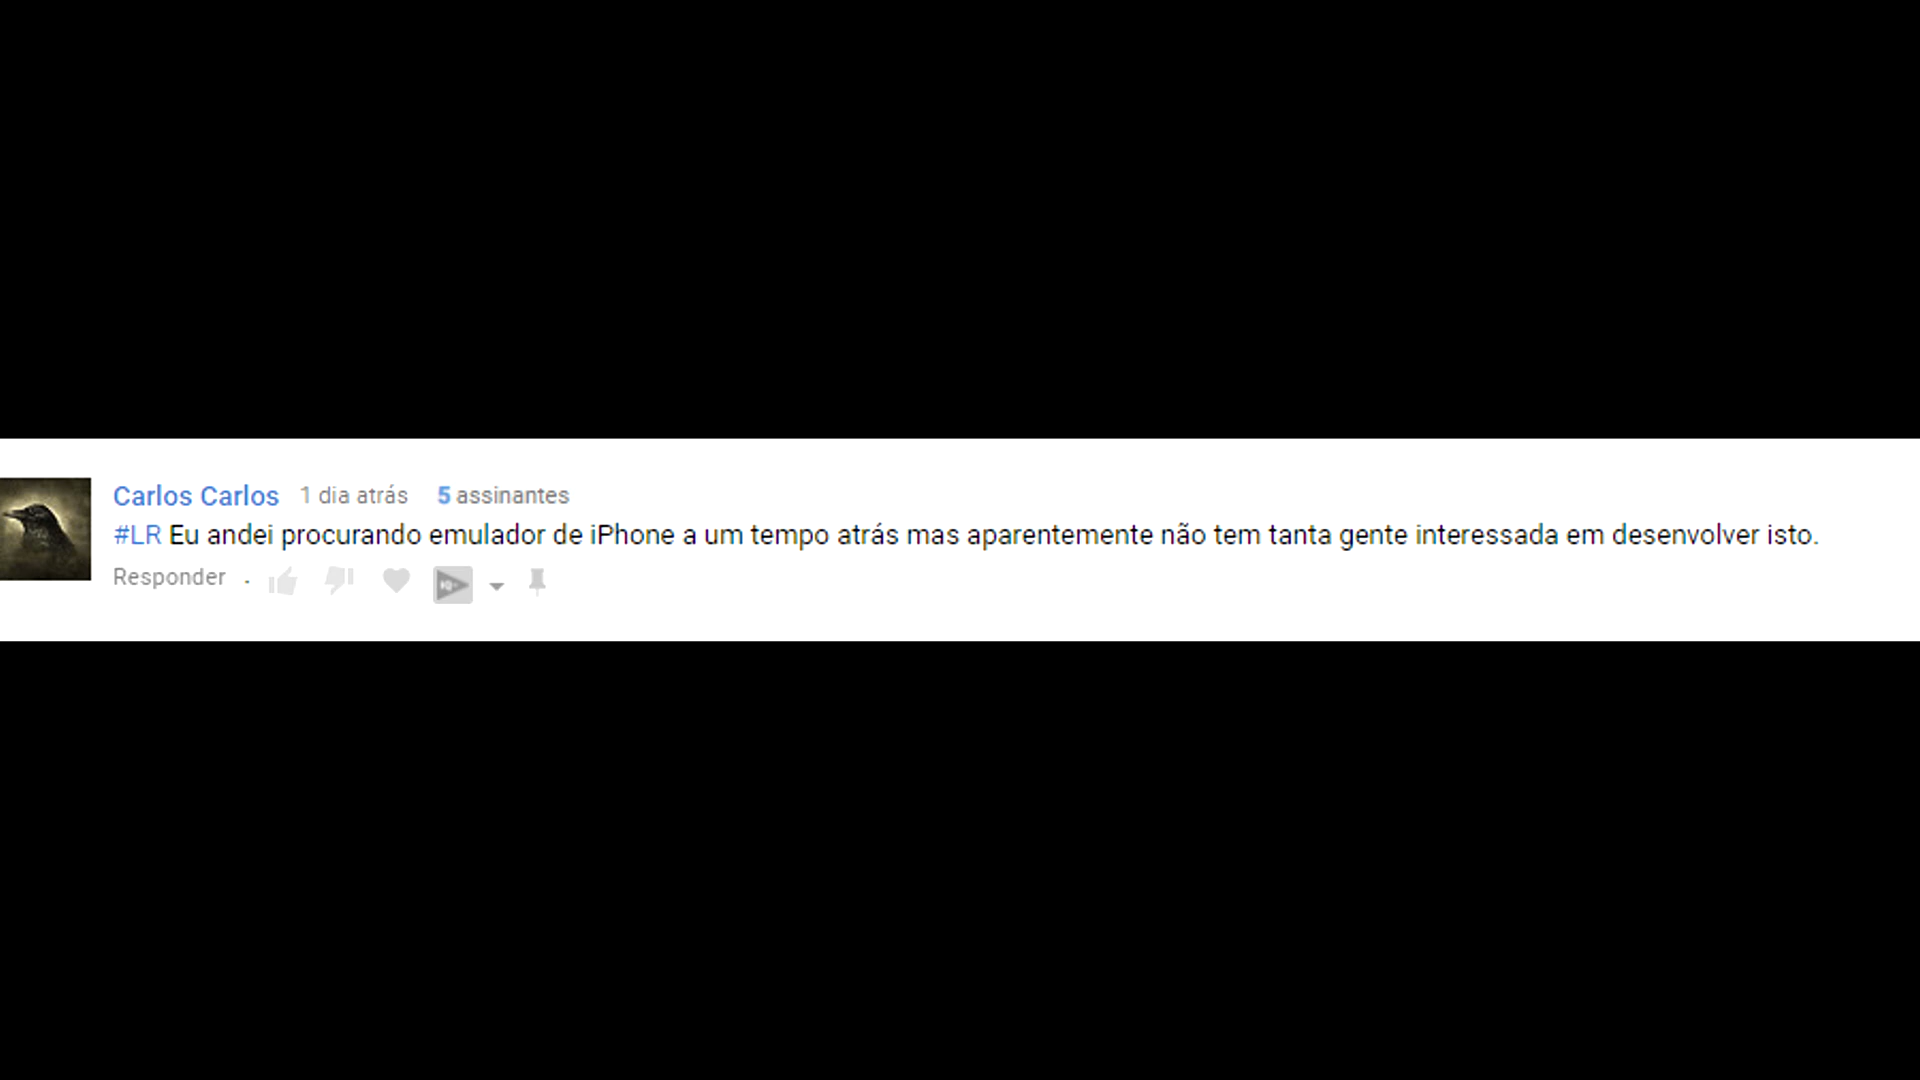 Carlos Carlos 1 dia atrás 5 assinantes
#LR Eu andei procurando emulador de iPhone a um tempo atrás mas aparentemente não tem tanta gente interessada em desenvolver isto.
Responder .